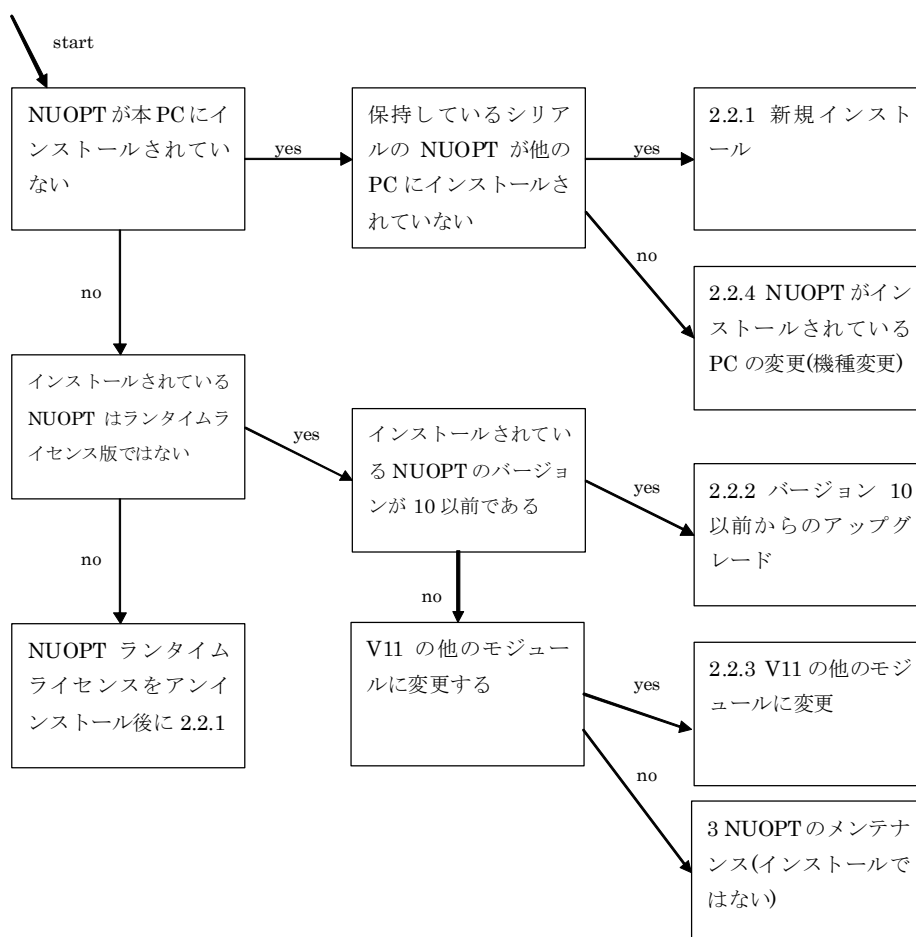 start
NUOPT が本 PC にイ
ンストールされてい
ない
yes
保持しているシリア
ルの NUOPT が他の
PC にインストールさ
れていない
yes
2.2.1 新規インスト
ール
no
no
2.2.4 NUOPT がイン
ストールされている
PC の変更(機種変更)
インストールされている
NUOPT はランタイムラ
イセンス版ではない
yes
インストールされてい
る NUOPT のバージョ
ンが 10 以前である
yes
2.2.2 バージョン 10
以前からのアップグ
レード
no
no
NUOPT ランタイム
ライセンスをアンイ
ンストール後に 2.2.1
V11 の他のモジュー
ルに変更する
yes
2.2.3 V11 の他のモジ
ュールに変更
no
3 NUOPT のメンテナ
ンス(インストールで
はない)